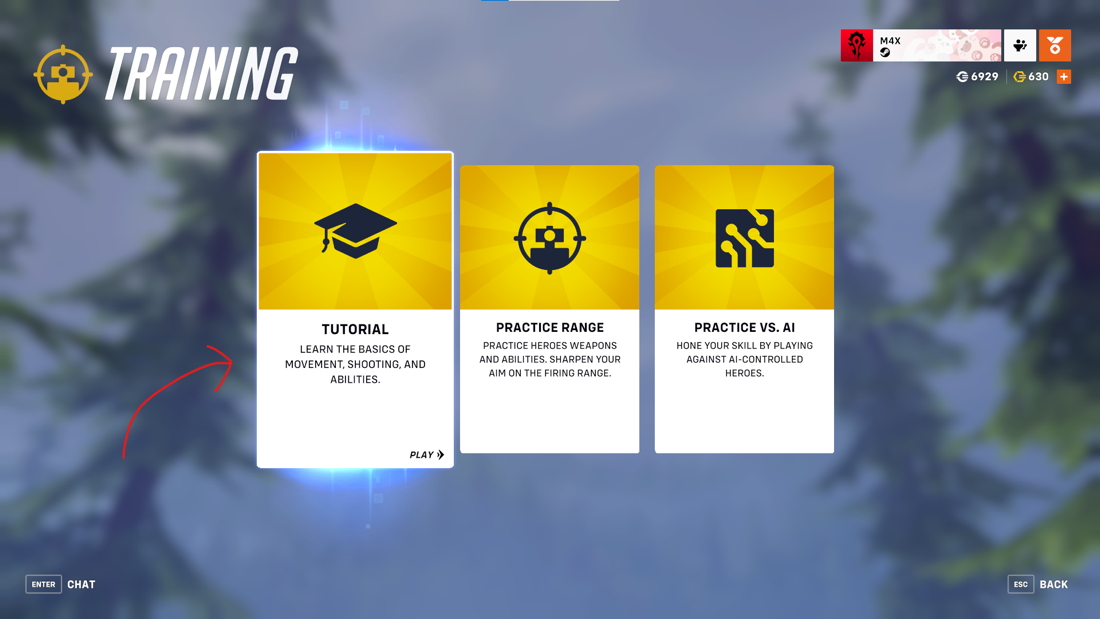 TRAINING
M4X
6929
630
TUTORIAL
LEARN THE BASICS OF
MOVEMENT, SHOOTING, AND
ABILITIES.
PLAY
PRACTICE RANGE
PRACTICE HEROES WEAPONS
AND ABILITIES. SHARPEN YOUR
AIM ON THE FIRING RANGE.
PRACTICE VS. AI
HONE YOUR SKILL BY PLAYING
AGAINST AI-CONTROLLED
HEROES.
ENTER CHAT
ESC BACK